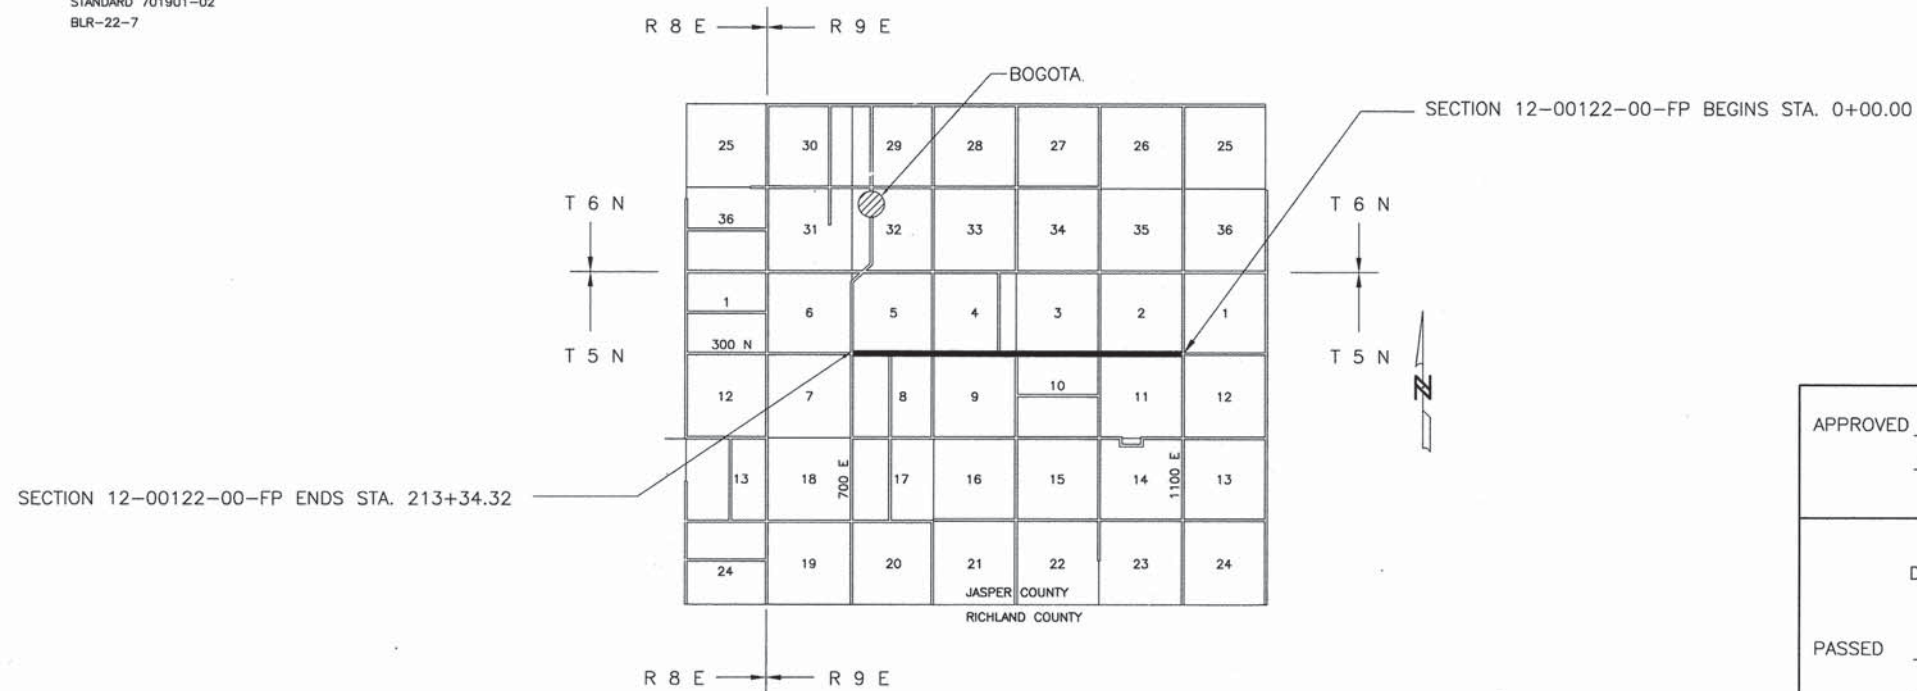 STANDARD 701901-02
BLR-22-7
R 8 E R 9 E
BOGOTA.
SECTION 12-00122-00-FP BEGINS STA. 0+00.00
25 30 29 28 27 26 25
T 6 N T 6 N
36 31 32 33 34 35 36
1 6 5 4 3 2 1
300 N
T 5 N T 5 N
N
12 7 8 9 10 11 12
APPROVED
13 18 700 E 17 16 15 14 1100 E 13
SECTION 12-00122-00-FP ENDS STA. 213+34.32
24 19 20 21 22 23 24
D
JASPER COUNTY
RICHLAND COUNTY
PASSED
R 8 E R 9 E